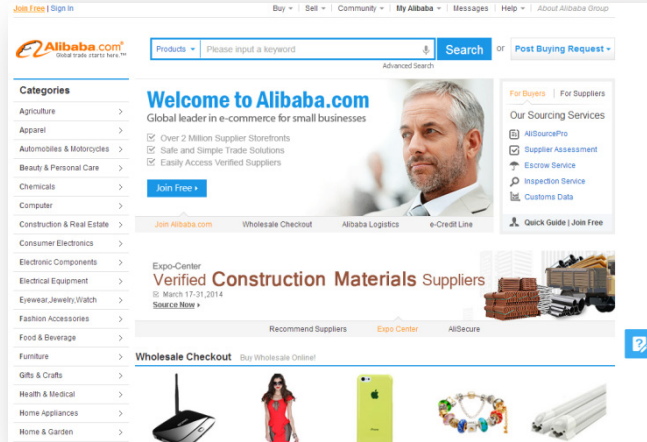 Join Free | Sign In
Buy Sell Community My Alibaba Messages Help About Alibaba Group
Alibaba.com®
Global trade starts here.™
Products Please input a keyword Search or Post Buying Request
Advanced Search
Categories
Agriculture
Apparel
Automobiles & Motorcycles
Beauty & Personal Care
Chemicals
Computer
Construction & Real Estate
Consumer Electronics
Electronic Components
Electrical Equipment
Eyewear,Jewelry,Watch
Fashion Accessories
Food & Beverage
Furniture
Gifts & Crafts
Health & Medical
Home Appliances
Home & Garden
Welcome to Alibaba.com
Global leader in e-commerce for small businesses
Over 2 Million Supplier Storefronts
Safe and Simple Trade Solutions
Easily Access Verified Suppliers
Join Free
Join Alibaba.com Wholesale Checkout Alibaba Logistics e-Credit Line
For Buyers | For Suppliers
Our Sourcing Services
AliSourcePro
Supplier Assessment
Escrow Service
Inspection Service
Customs Data
Quick Guide | Join Free
Expo-Center
Verified Construction Materials Suppliers
March 17-31,2014
Source Now
Recommend Suppliers Expo Center AliSecure
Wholesale Checkout Buy Wholesale Online!